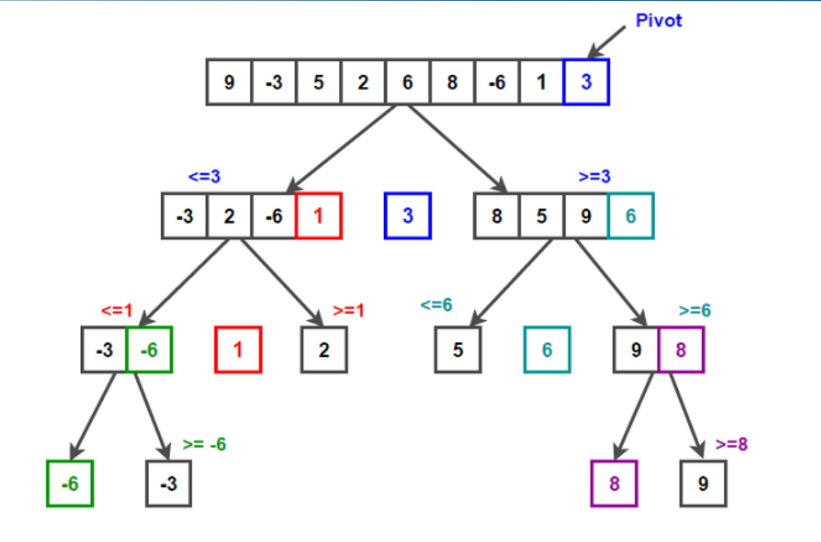 Pivot
9 -3 5 2 6 8 -6 1 3
<=3 >=3
-3 2 -6 1 3 8 5 9 6
<=1 >=1 <=6 >=6
-3 -6 1 2 5 6 9 8
>= -6 >=8
-6 -3 8 9